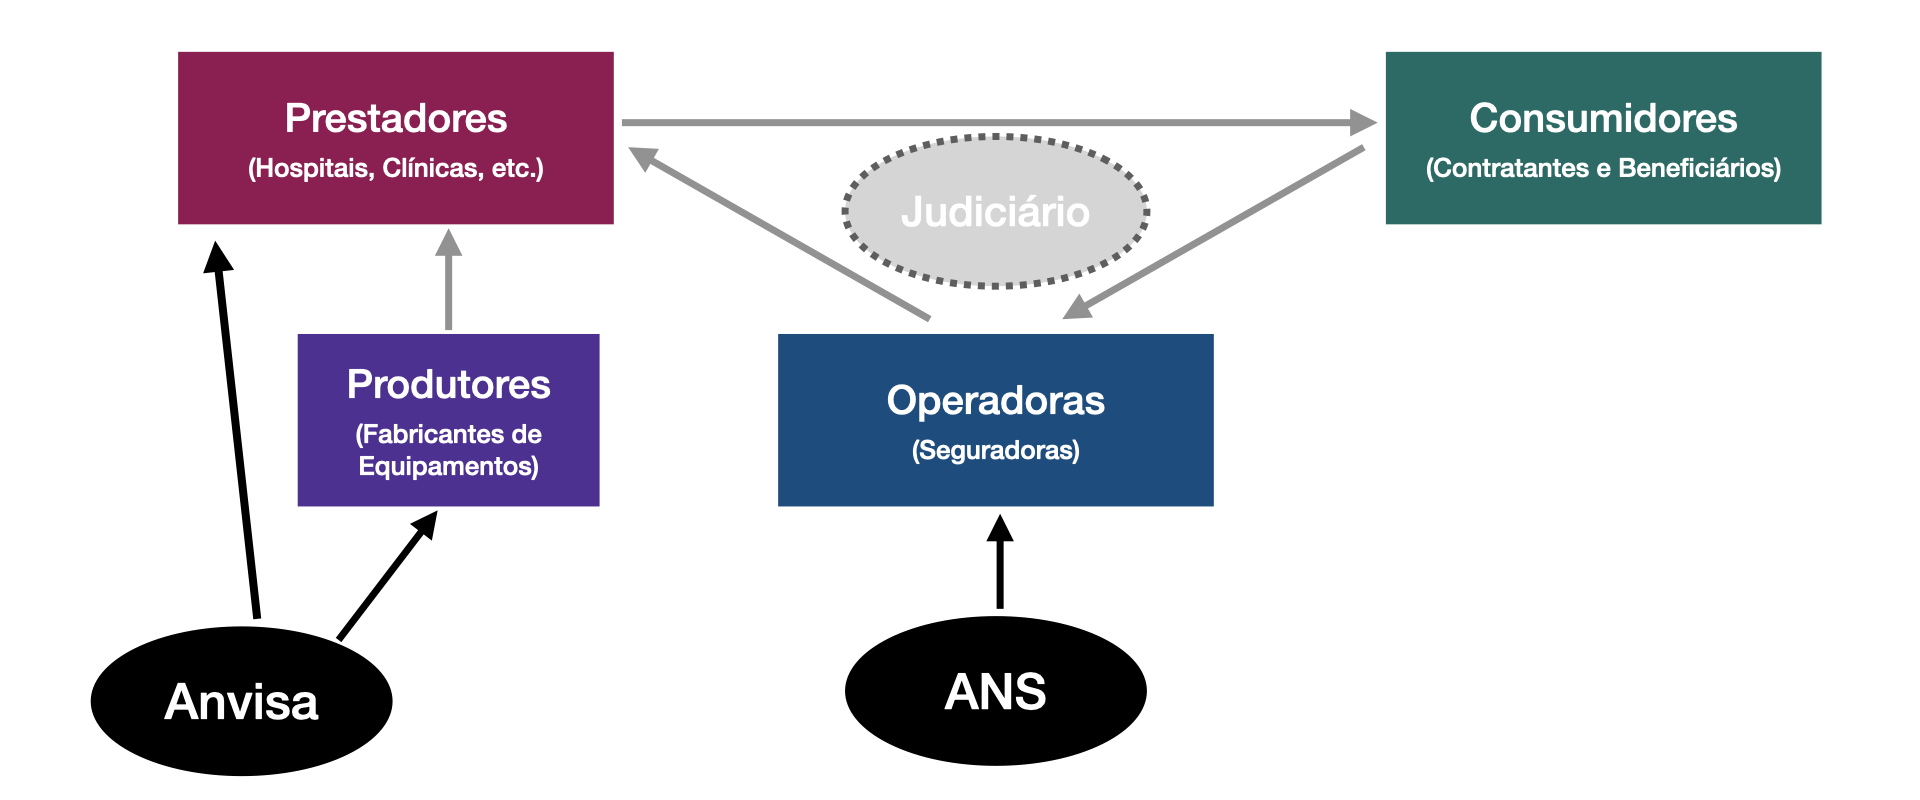 Prestadores
(Hospitais, Clínicas, etc.)
Consumidores
(Contratantes e Beneficiários)
Judiciário
Produtores
(Fabricantes de
Equipamentos)
Operadoras
(Seguradoras)
Anvisa
ANS